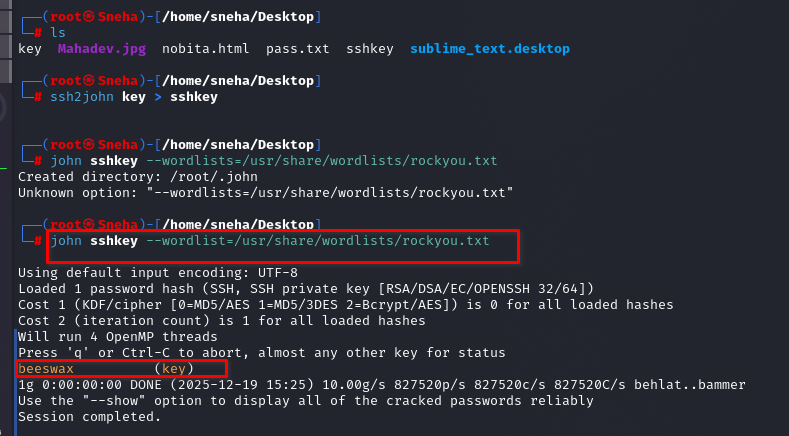 ┌──(root㉿Sneha)-[/home/sneha/Desktop]
└─# ls
key Mahadev.jpg nobita.html pass.txt sshkey sublime_text.desktop
┌──(root㉿Sneha)-[/home/sneha/Desktop]
└─# ssh2john key > sshkey
┌──(root㉿Sneha)-[/home/sneha/Desktop]
└─# john sshkey --wordlists=/usr/share/wordlists/rockyou.txt
Created directory: /root/.john
Unknown option: "--wordlists=/usr/share/wordlists/rockyou.txt"
┌──(root㉿Sneha)-[/home/sneha/Desktop]
└─# john sshkey --wordlist=/usr/share/wordlists/rockyou.txt
Using default input encoding: UTF-8
Loaded 1 password hash (SSH, SSH private key [RSA/DSA/EC/OPENSSH 32/64])
Cost 1 (KDF/cipher [0=MD5/AES 1=MD5/3DES 2=Bcrypt/AES]) is 0 for all loaded hashes
Cost 2 (iteration count) is 1 for all loaded hashes
Will run 4 OpenMP threads
Press 'q' or Ctrl-C to abort, almost any other key for status
beeswax          (key)
1g 0:00:00:00 DONE (2025-12-19 15:25) 10.00g/s 827520p/s 827520c/s 827520C/s behlat..bammer
Use the "--show" option to display all of the cracked passwords reliably
Session completed.